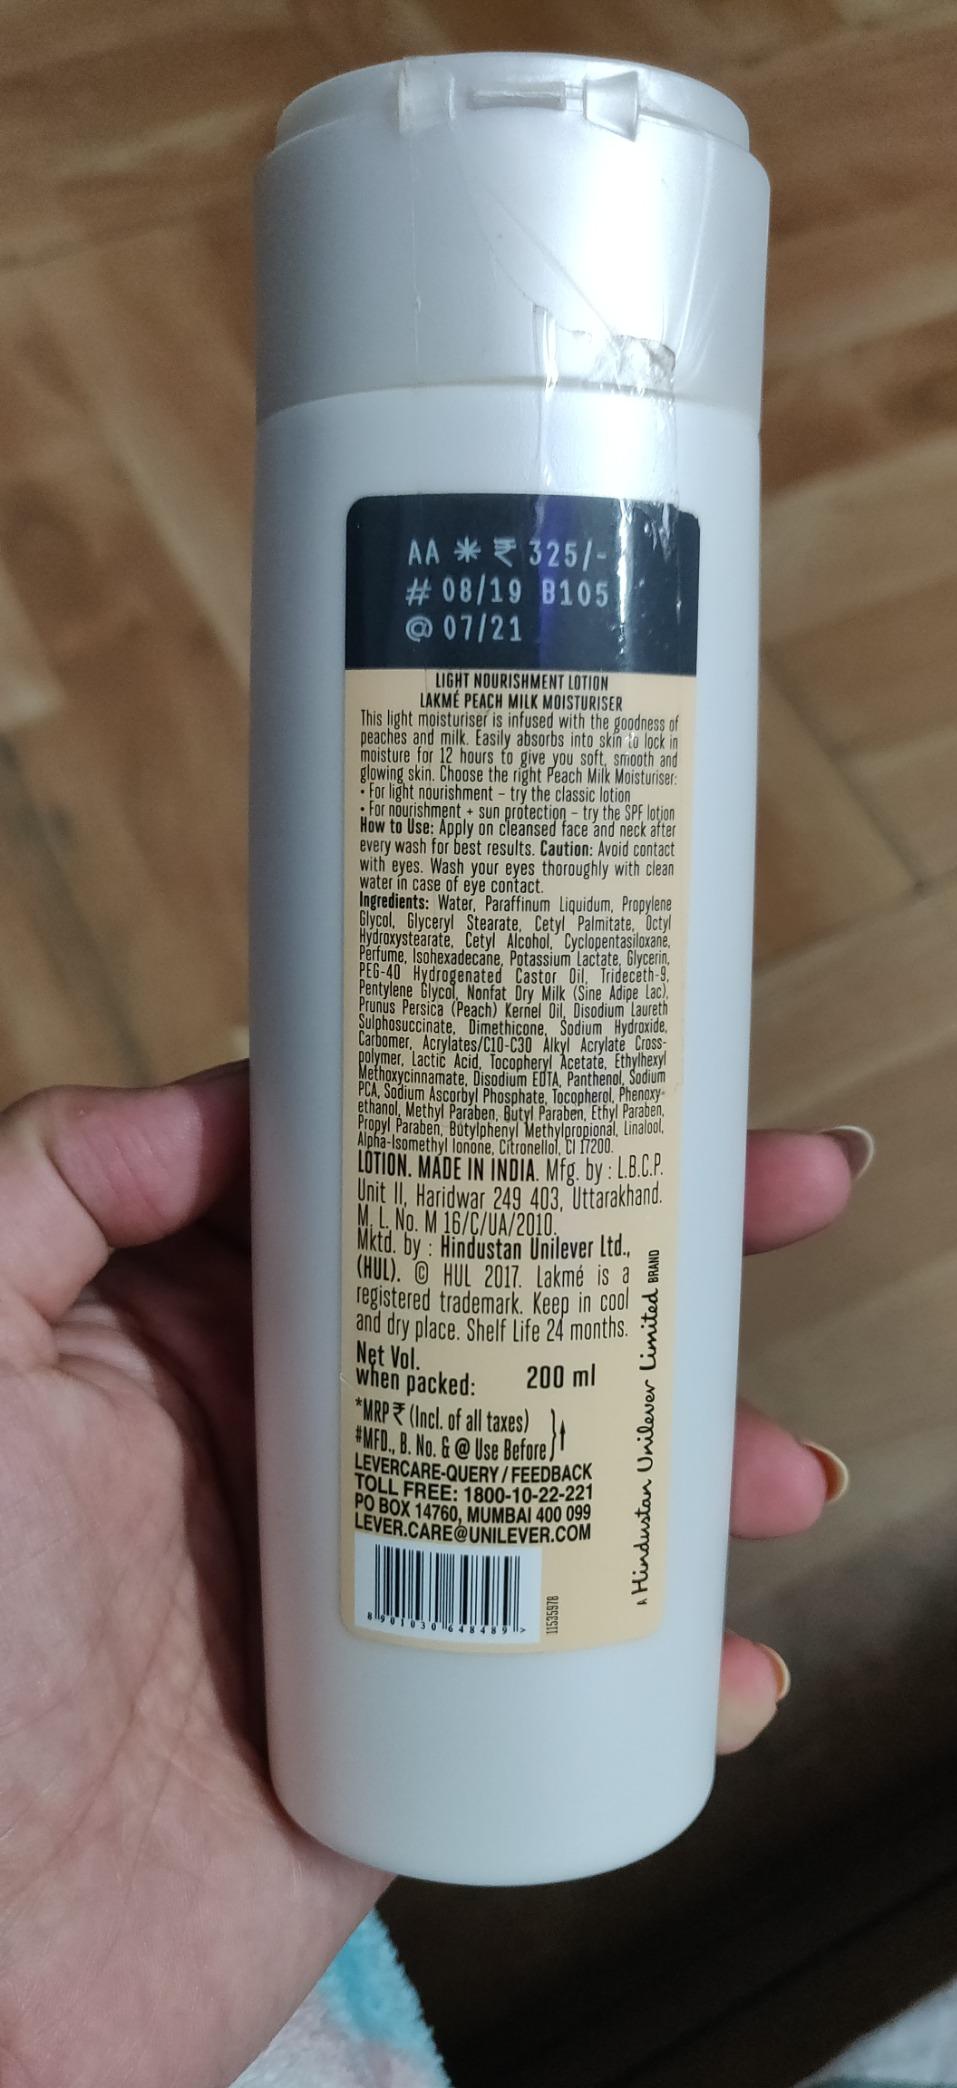 AA * ₹ 325/-
# 08/19 B105
@ 07/21
LIGHT NOURISHMENT LOTION
LAKMÉ PEACH MILK MOISTURISER
This light moisturiser is infused with the goodness of
peaches and milk. Easily absorbs into skin to lock in
moisture for 12 hours to give you soft, smooth and
glowing skin. Choose the right Peach Milk Moisturiser:
• For light nourishment – try the classic lotion
• For nourishment + sun protection – try the SPF lotion
How to Use: Apply on cleansed face and neck after
every wash for best results. Caution: Avoid contact
with eyes. Wash your eyes thoroughly with clean
water in case of eye contact.
Ingredients: Water, Paraffinum Liquidum, Propylene
Glycol, Glyceryl Stearate, Cetyl Palmitate, Octyl
Hydroxystearate, Cetyl Alcohol, Cyclopentasiloxane,
Perfume, Isohexadecane, Potassium Lactate, Glycerin,
PEG-40 Hydrogenated Castor Oil, Trideceth-9,
Pentylene Glycol, Nonfat Dry Milk (Sine Adipe Lac),
Prunus Persica (Peach) Kernel Oil, Disodium Laureth
Sulphosuccinate, Dimethicone, Sodium Hydroxide,
Carbomer, Acrylates/C10-C30 Alkyl Acrylate Cross-
polymer, Lactic Acid, Tocopheryl Acetate, Ethylhexyl
Methoxycinnamate, Disodium EDTA, Panthenol, Sodium
PCA, Sodium Ascorbyl Phosphate, Tocopherol, Phenoxy-
ethanol, Methyl Paraben, Butyl Paraben, Ethyl Paraben,
Propyl Paraben, Butylphenyl Methylpropional, Linalool,
Alpha-Isomethyl Ionone, Citronellol, CI 17200.
LOTION. MADE IN INDIA. Mfg. by : L.B.C.P.
Unit II, Haridwar 249 403, Uttarakhand.
M. L. No. M 16/C/UA/2010.
Mktd. by : Hindustan Unilever Ltd.,
(HUL). © HUL 2017. Lakmé is a
registered trademark. Keep in cool
and dry place. Shelf Life 24 months.
Net Vol.
when packed: 200 ml
*MRP ₹ (Incl. of all taxes)
#MFD., B. No. & @ Use Before
LEVERCARE-QUERY / FEEDBACK
TOLL FREE: 1800-10-22-221
PO BOX 14760, MUMBAI 400 099
LEVER.CARE@UNILEVER.COM
8 901030 648489 >
11535978
A Hindustan Unilever Limited BRAND